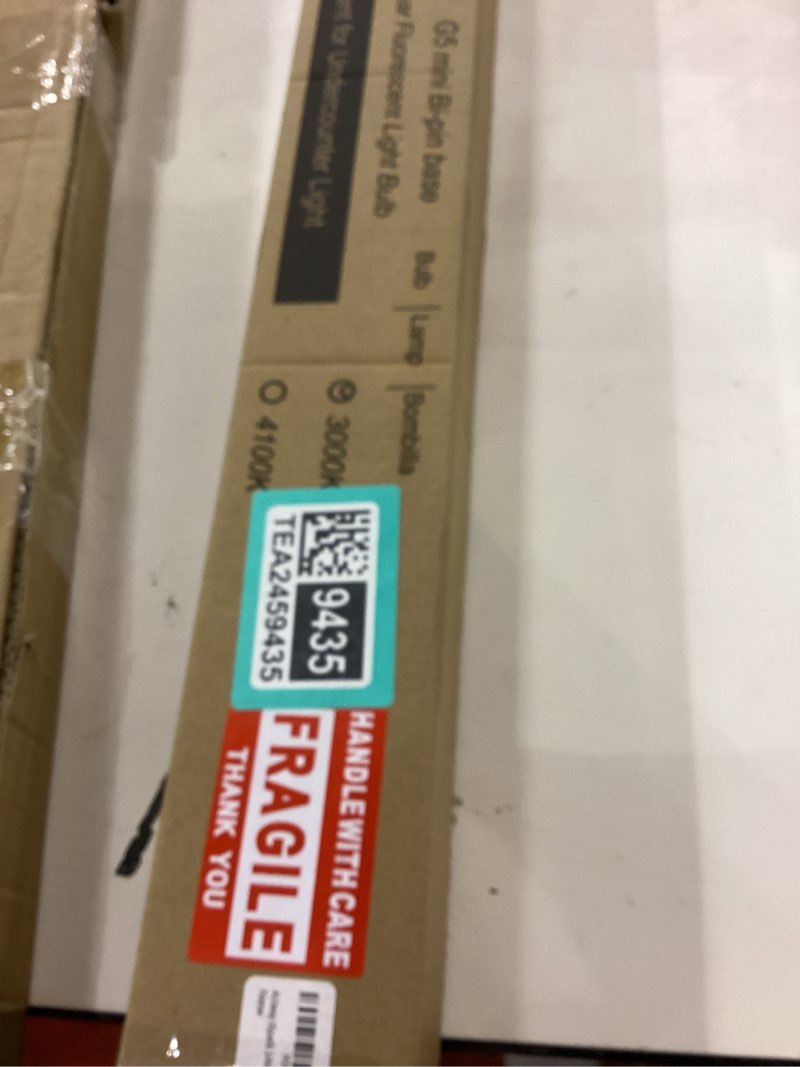 G5 mini Bi-pin base
Fluorescent Light Bulb
for Undercounter Light
Bulb | Lamp | Bombilla
3000K
4100K
9435
TEA2459435
HANDLE WITH CARE
FRAGILE
THANK YOU